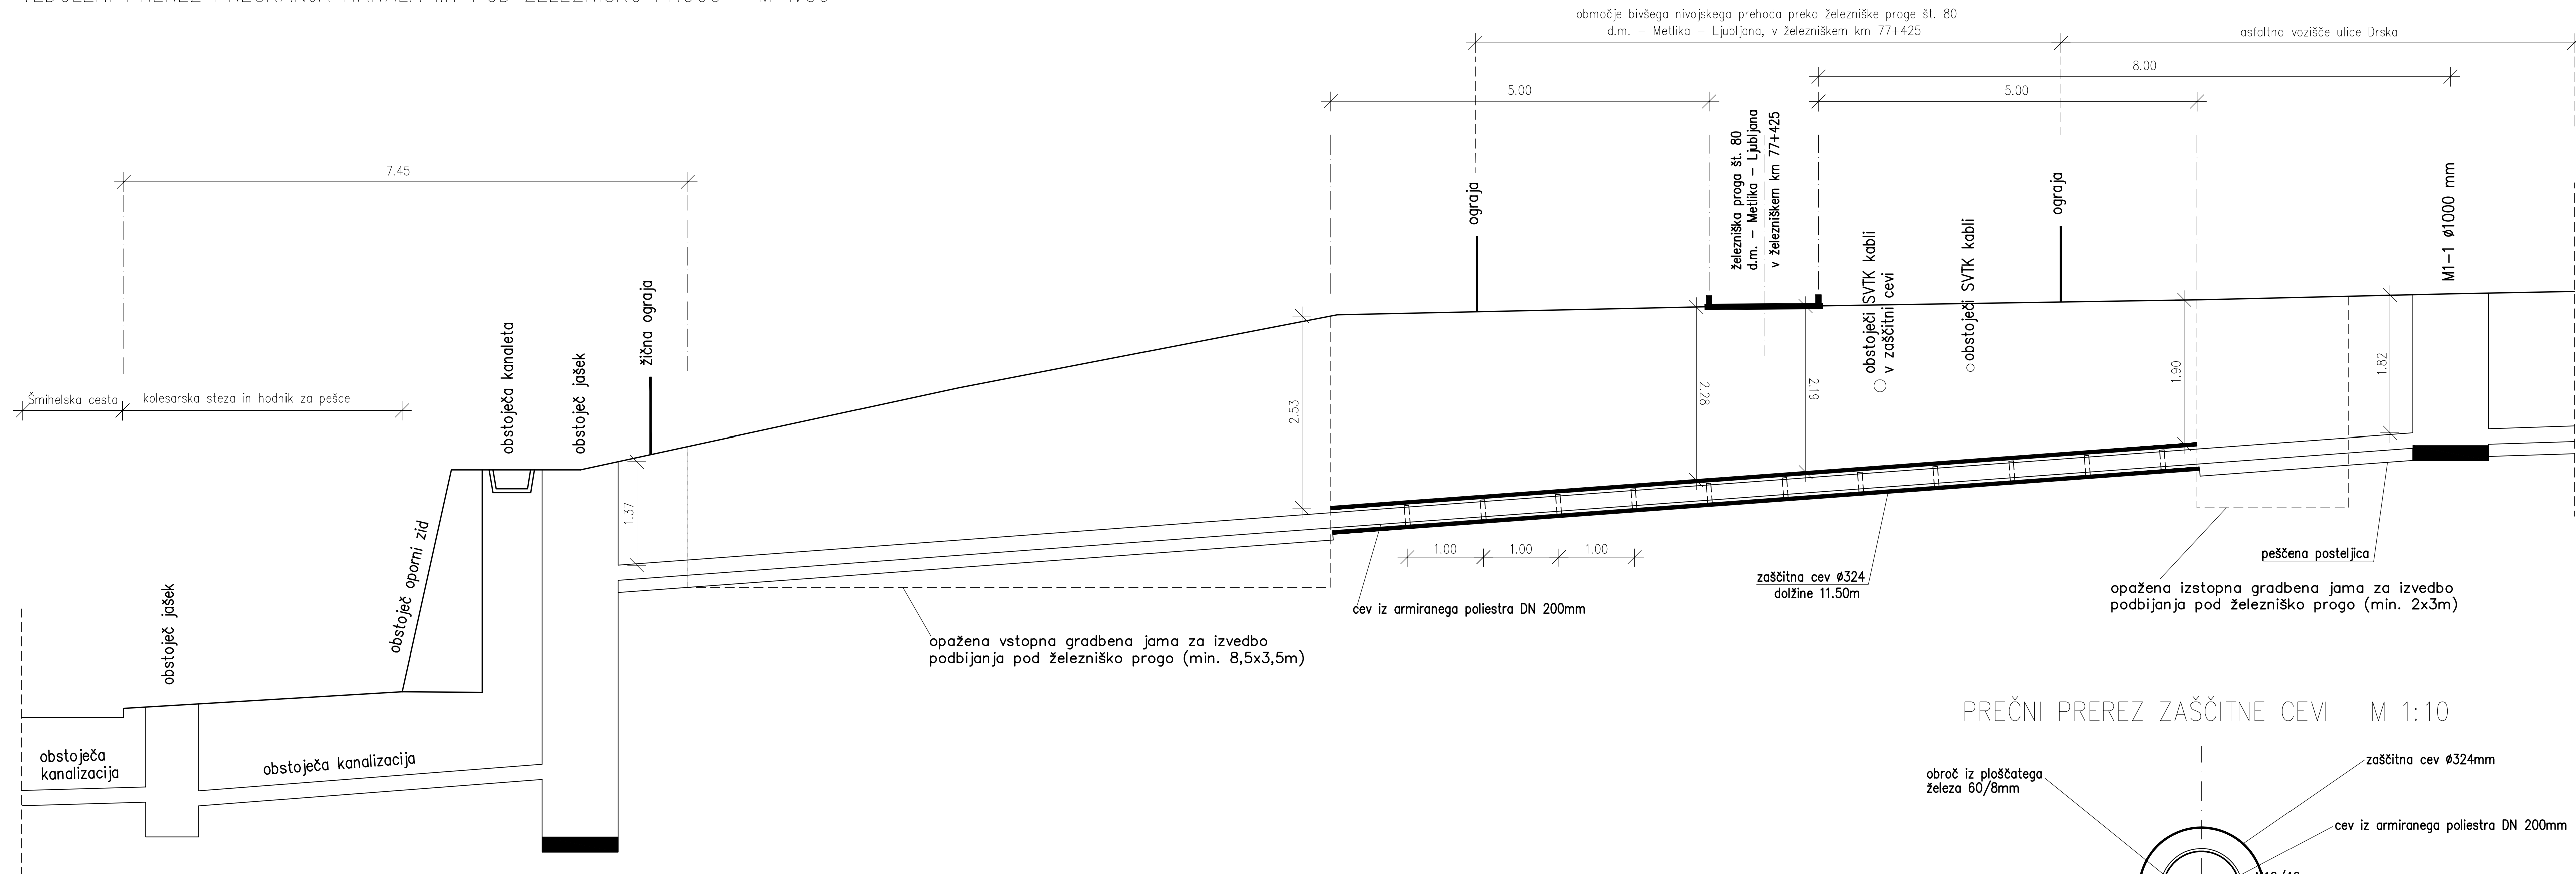 območje bivšega nivojskega prehoda preko železniške proge št. 80
d.m. – Metlika – Ljubljana, v železniškem km 77+425
asfaltno vozišče ulice Drska
8.00
5.00
5.00
7.45
železniška proga št. 80
d.m. – Metlika – Ljubljana
v železniškem km 77+425
ograja
ograja
M1–1 ø1000 mm
obstoječi SVTK kabli
v zaščitni cevi
obstoječi SVTK kabli
žična ograja
obstoječa kanaleta
obstoječ jašek
Šmihelska cesta
kolesarska steza in hodnik za pešce
2.53
2.28
2.19
1.90
1.82
1.37
obstoječ oporni zid
obstoječ jašek
1.00
1.00
1.00
cev iz armiranega poliestra DN 200mm
zaščitna cev ø324
dolžine 11.50m
peščena posteljica
opažena izstopna gradbena jama za izvedbo
podbijanja pod železniško progo (min. 2x3m)
opažena vstopna gradbena jama za izvedbo
podbijanja pod železniško progo (min. 8,5x3,5m)
obstoječa
kanalizacija
obstoječa kanalizacija
PREČNI PREREZ ZAŠČITNE CEVI M 1:10
obroč iz ploščatega
železa 60/8mm
zaščitna cev ø324mm
cev iz armiranega poliestra DN 200mm